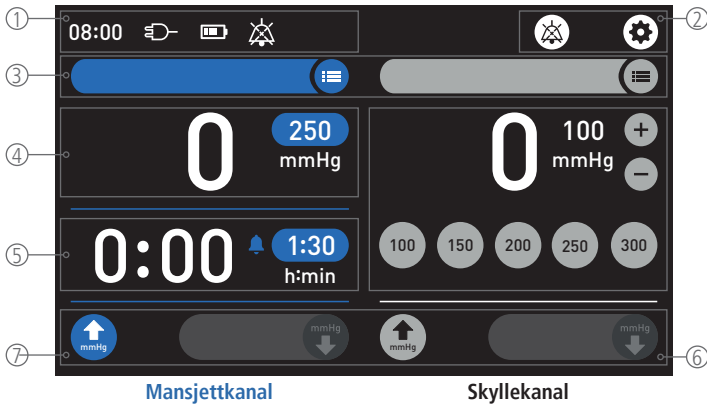 ① ②
08:00
③
④ 0 250 mmHg 0 100 mmHg + −
⑤ 0:00 1:30 h:min 100 150 200 250 300
mmHg mmHg mmHg mmHg
⑦ ⑥
Mansjettkanal Skyllekanal